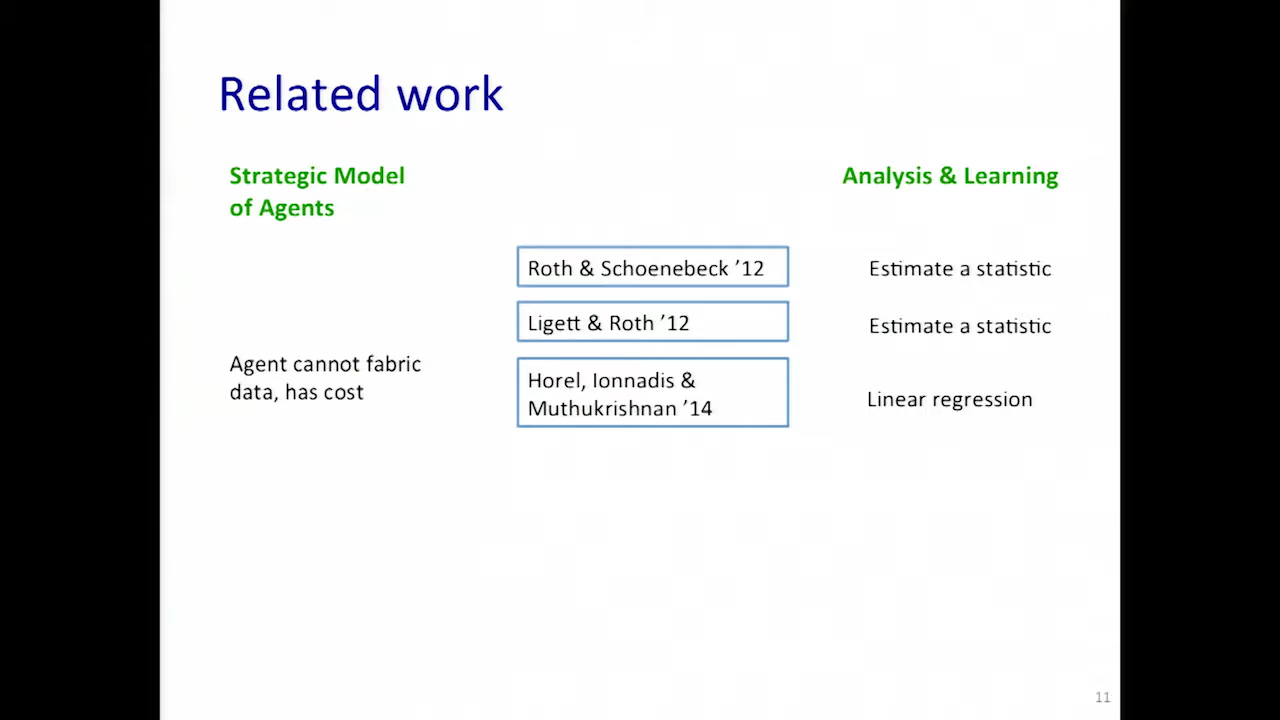 Related work
Strategic Model
of Agents
Analysis & Learning
Roth & Schoenebeck ’12
Estimate a statistic
Ligett & Roth ’12
Estimate a statistic
Agent cannot fabric
data, has cost
Horel, Ionnadis &
Muthukrishnan ’14
Linear regression
11